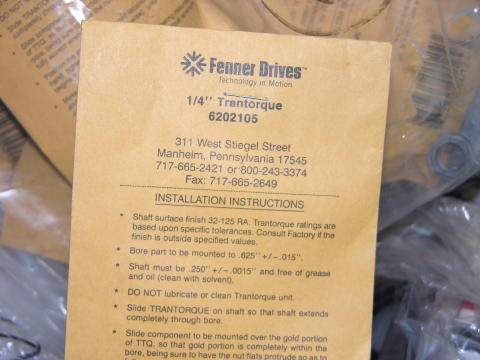 Fenner Drives™
Technology in Motion
1/4" Trantorque
6202105
311 West Stiegel Street
Manheim, Pennsylvania 17545
717-665-2421 or 800-243-3374
Fax: 717-665-2649
INSTALLATION INSTRUCTIONS
* Shaft surface finish 32-125 RA. Trantorque ratings are
based upon specific tolerances. Consult Factory if the
finish is outside specified values.
* Bore part to be mounted to .625" +/- .015".
* Shaft must be .250" +/- .0015" and free of grease
and oil (clean with solvent).
* DO NOT lubricate or clean Trantorque unit.
* Slide TRANTORQUE on shaft so that shaft extends
completely through bore.
* Slide component to be mounted over the gold portion
of TTQ, so that gold portion is completely within the
bore, being sure to have the nut flats protrude so as to